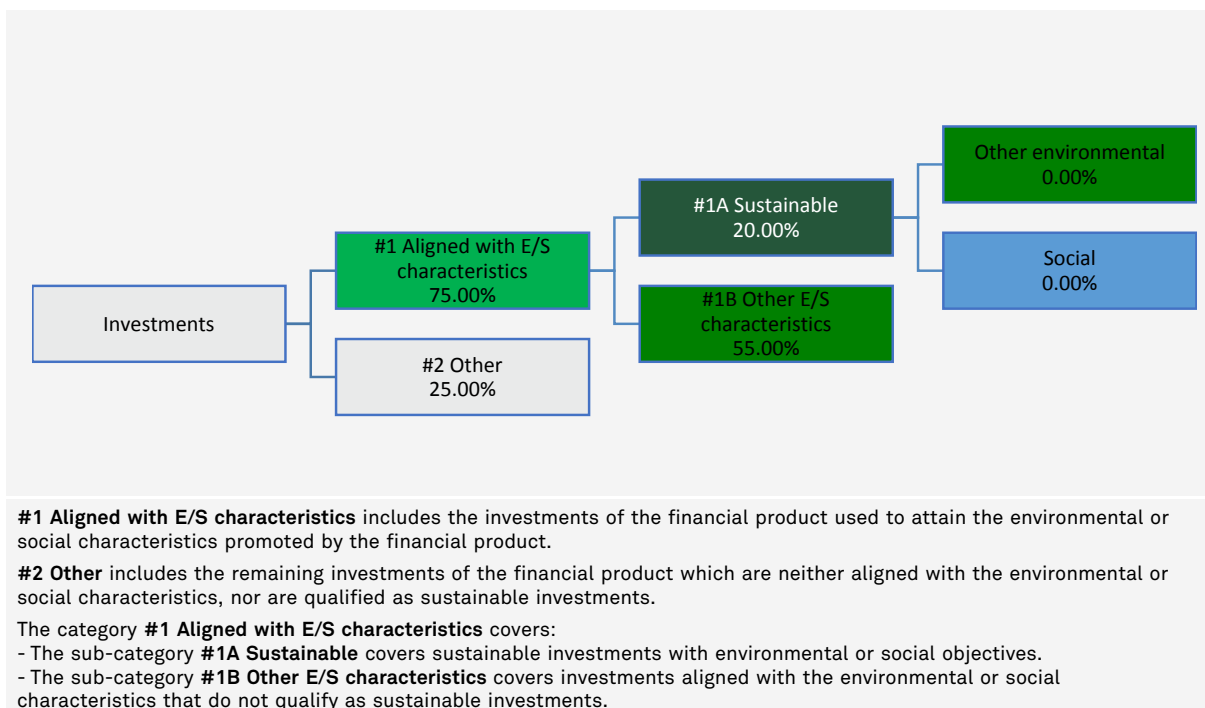 Other environmental
0.00%
#1A Sustainable
20.00%
#1 Aligned with E/S
characteristics
75.00%
Social
0.00%
#1B Other E/S
characteristics
55.00%
Investments
#2 Other
25.00%
#1 Aligned with E/S characteristics includes the investments of the financial product used to attain the environmental or
social characteristics promoted by the financial product.
#2 Other includes the remaining investments of the financial product which are neither aligned with the environmental or
social characteristics, nor are qualified as sustainable investments.
The category #1 Aligned with E/S characteristics covers:
- The sub-category #1A Sustainable covers sustainable investments with environmental or social objectives.
- The sub-category #1B Other E/S characteristics covers investments aligned with the environmental or social
characteristics that do not qualify as sustainable investments.